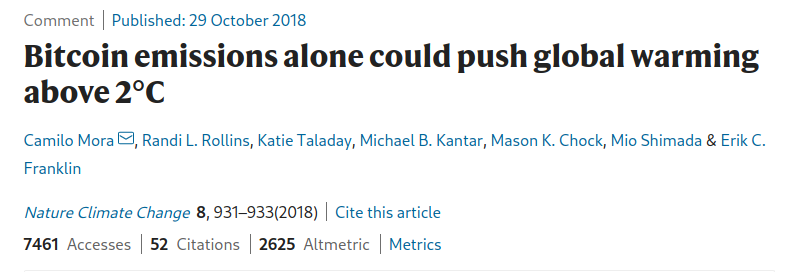 Comment | Published: 29 October 2018
Bitcoin emissions alone could push global warming
above 2°C
Camilo Mora, Randi L. Rollins, Katie Taladay, Michael B. Kantar, Mason K. Chock, Mio Shimada & Erik C.
Franklin
Nature Climate Change 8, 931–933(2018) | Cite this article
7461 Accesses | 52 Citations | 2625 Altmetric | Metrics